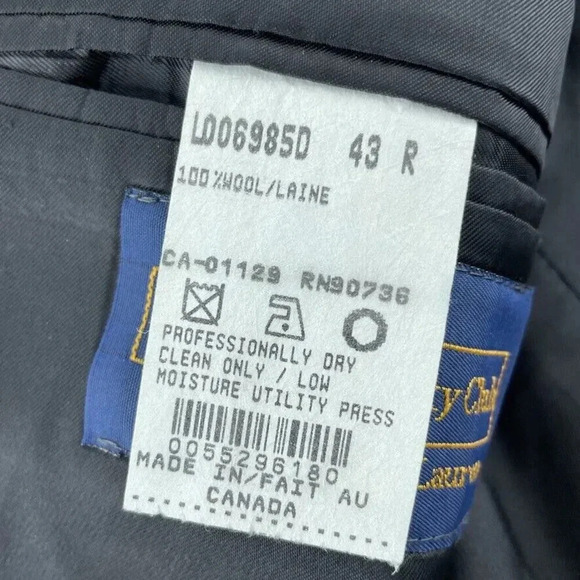 LD06985D 43 R
100%WOOL/LAINE
CA-01129 RN90736
PROFESSIONALLY DRY
CLEAN ONLY / LOW
MOISTURE UTILITY PRESS
0055296180
MADE IN/FAIT AU
CANADA